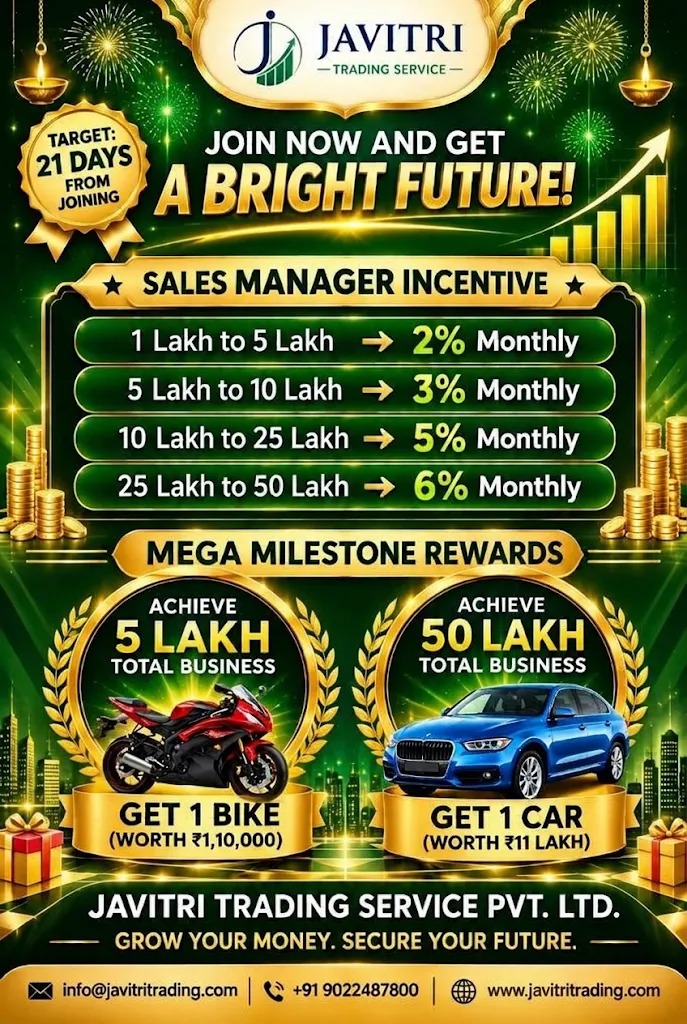 JAVITRI
TRADING SERVICE
TARGET:
21 DAYS
FROM
JOINING
JOIN NOW AND GET
A BRIGHT FUTURE!
★ SALES MANAGER INCENTIVE ★
1 Lakh to 5 Lakh → 2% Monthly
5 Lakh to 10 Lakh → 3% Monthly
10 Lakh to 25 Lakh → 5% Monthly
25 Lakh to 50 Lakh → 6% Monthly
MEGA MILESTONE REWARDS
ACHIEVE
5 LAKH
TOTAL BUSINESS
GET 1 BIKE
(WORTH ₹1,10,000)
ACHIEVE
50 LAKH
TOTAL BUSINESS
GET 1 CAR
(WORTH ₹11 LAKH)
JAVITRI TRADING SERVICE PVT. LTD.
GROW YOUR MONEY. SECURE YOUR FUTURE.
info@javitritrading.com | +91 9022487800 | www.javitritrading.com